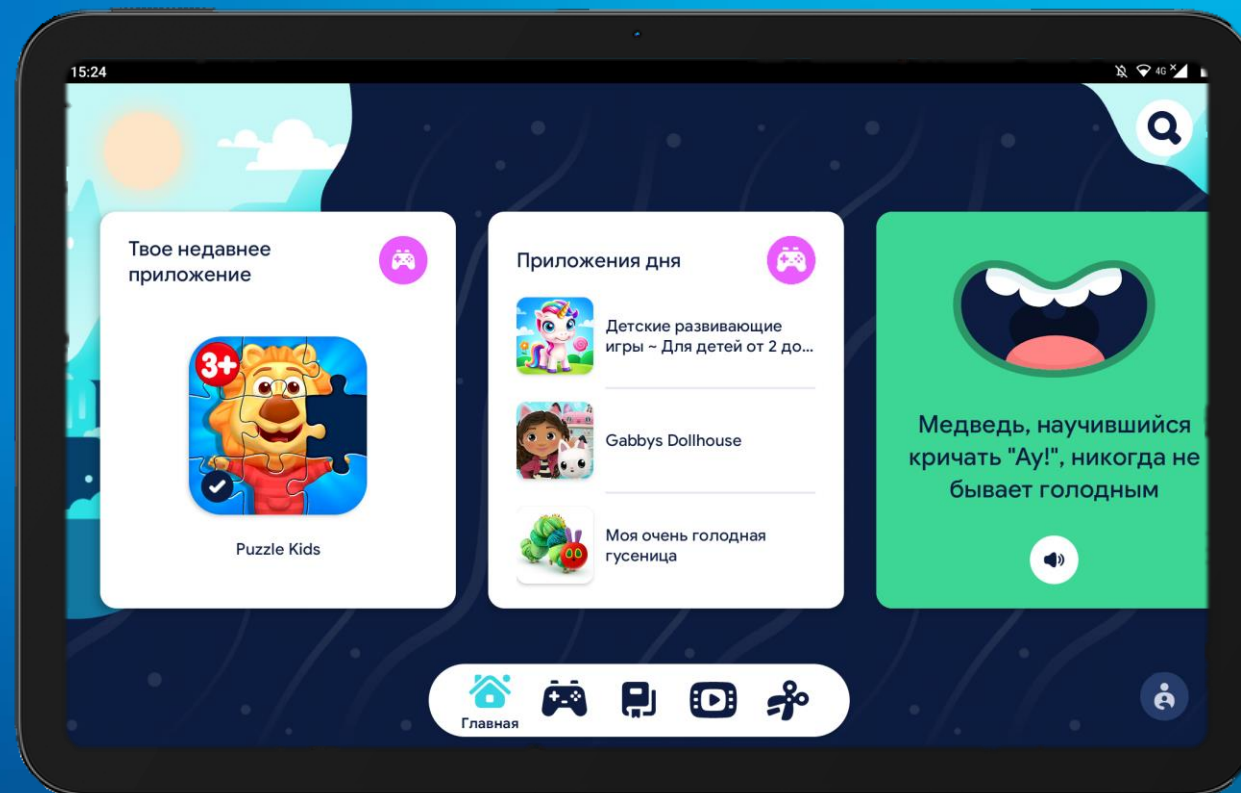 15:24
4G
Твое недавнее
приложение
3+
Puzzle Kids
Приложения дня
Детские развивающие
игры ~ Для детей от 2 до...
Gabbys Dollhouse
Моя очень голодная
гусеница
Медведь, научившийся
кричать "Ау!", никогда не
бывает голодным
Главная